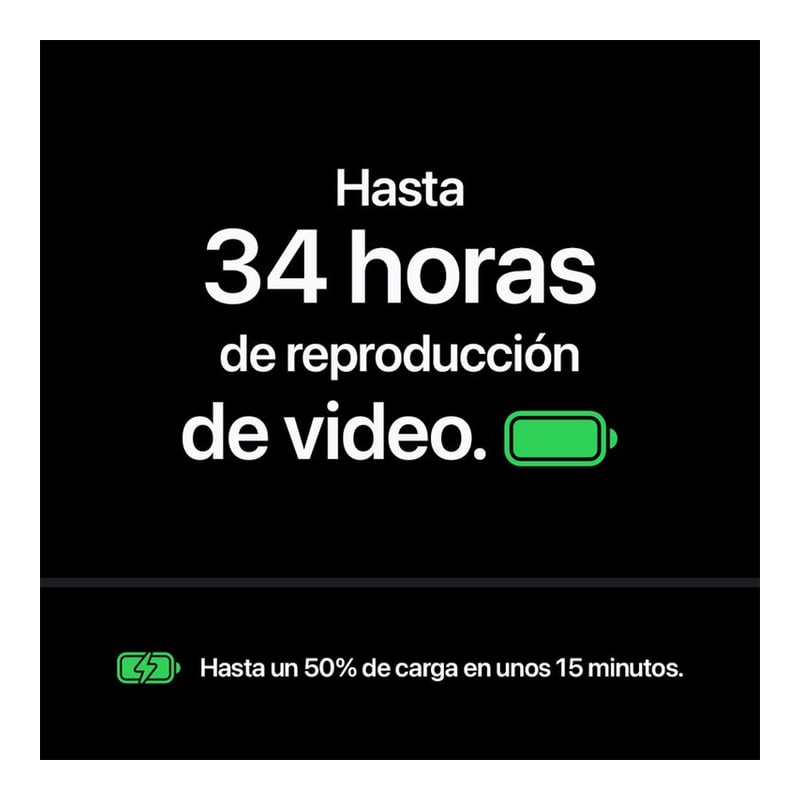 Hasta
34 horas
de reproducción
de video.
Hasta un 50% de carga en unos 15 minutos.